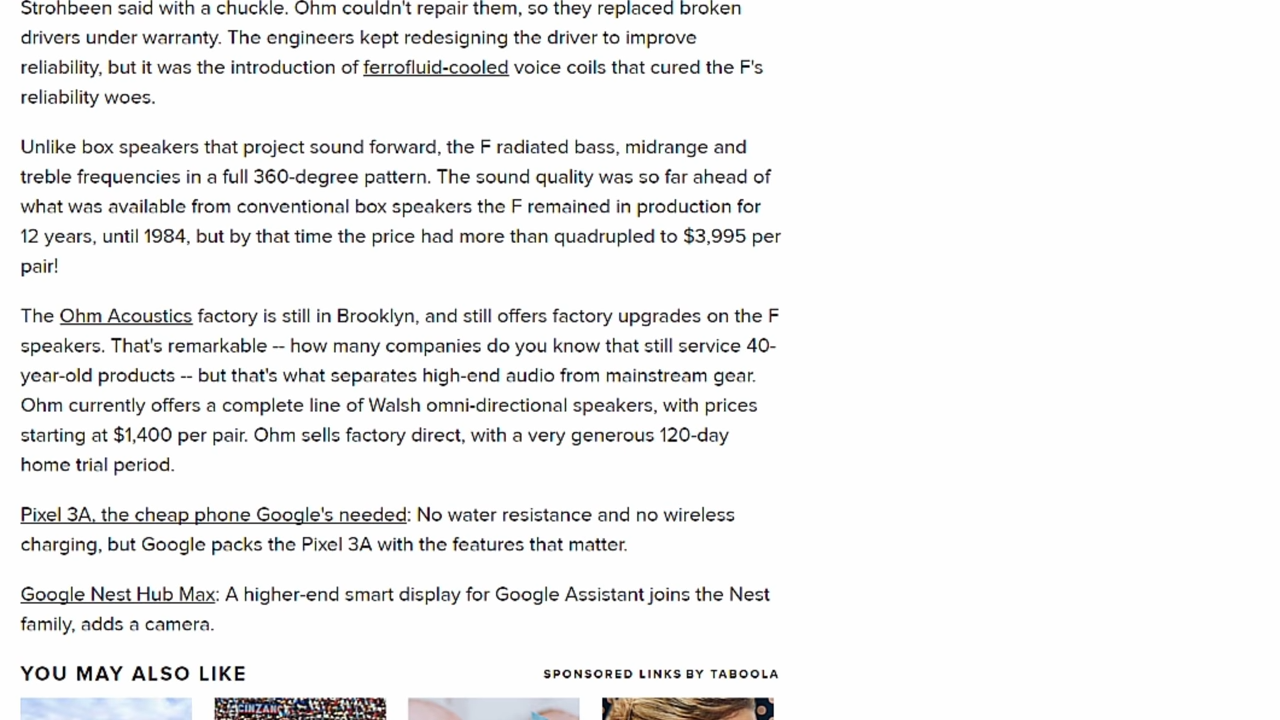 Strohbeen said with a chuckle. Ohm couldn't repair them, so they replaced broken
drivers under warranty. The engineers kept redesigning the driver to improve
reliability, but it was the introduction of ferrofluid-cooled voice coils that cured the F's
reliability woes.
Unlike box speakers that project sound forward, the F radiated bass, midrange and
treble frequencies in a full 360-degree pattern. The sound quality was so far ahead of
what was available from conventional box speakers the F remained in production for
12 years, until 1984, but by that time the price had more than quadrupled to $3,995 per
pair!
The Ohm Acoustics factory is still in Brooklyn, and still offers factory upgrades on the F
speakers. That's remarkable -- how many companies do you know that still service 40-
year-old products -- but that's what separates high-end audio from mainstream gear.
Ohm currently offers a complete line of Walsh omni-directional speakers, with prices
starting at $1,400 per pair. Ohm sells factory direct, with a very generous 120-day
home trial period.
Pixel 3A, the cheap phone Google's needed: No water resistance and no wireless
charging, but Google packs the Pixel 3A with the features that matter.
Google Nest Hub Max: A higher-end smart display for Google Assistant joins the Nest
family, adds a camera.
YOU MAY ALSO LIKE
SPONSORED LINKS BY TABOOLA
CINZANO